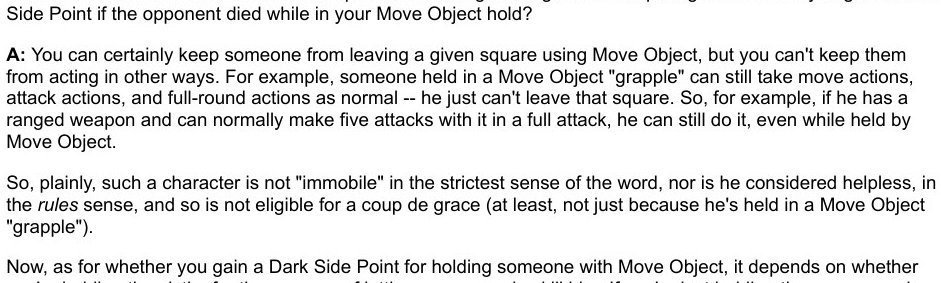 Side Point if the opponent died while in your Move Object hold?
A: You can certainly keep someone from leaving a given square using Move Object, but you can't keep them
from acting in other ways. For example, someone held in a Move Object "grapple" can still take move actions,
attack actions, and full-round actions as normal -- he just can't leave that square. So, for example, if he has a
ranged weapon and can normally make five attacks with it in a full attack, he can still do it, even while held by
Move Object.
So, plainly, such a character is not "immobile" in the strictest sense of the word, nor is he considered helpless, in
the rules sense, and so is not eligible for a coup de grace (at least, not just because he's held in a Move Object
"grapple").
Now, as for whether you gain a Dark Side Point for holding someone with Move Object, it depends on whether